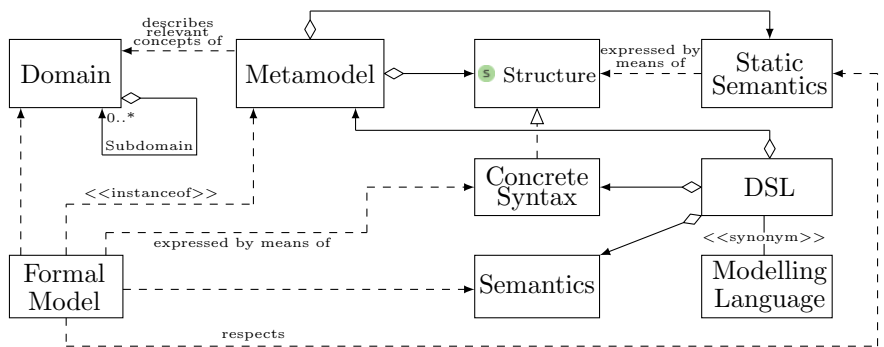 describes
relevant
concepts of
Domain
Metamodel
S Structure
expressed by
means of
Static
Semantics
0..*
Subdomain
<<instanceof>>
Concrete
Syntax
DSL
expressed by means of
<<synonym>>
Formal
Model
Semantics
Modelling
Language
respects